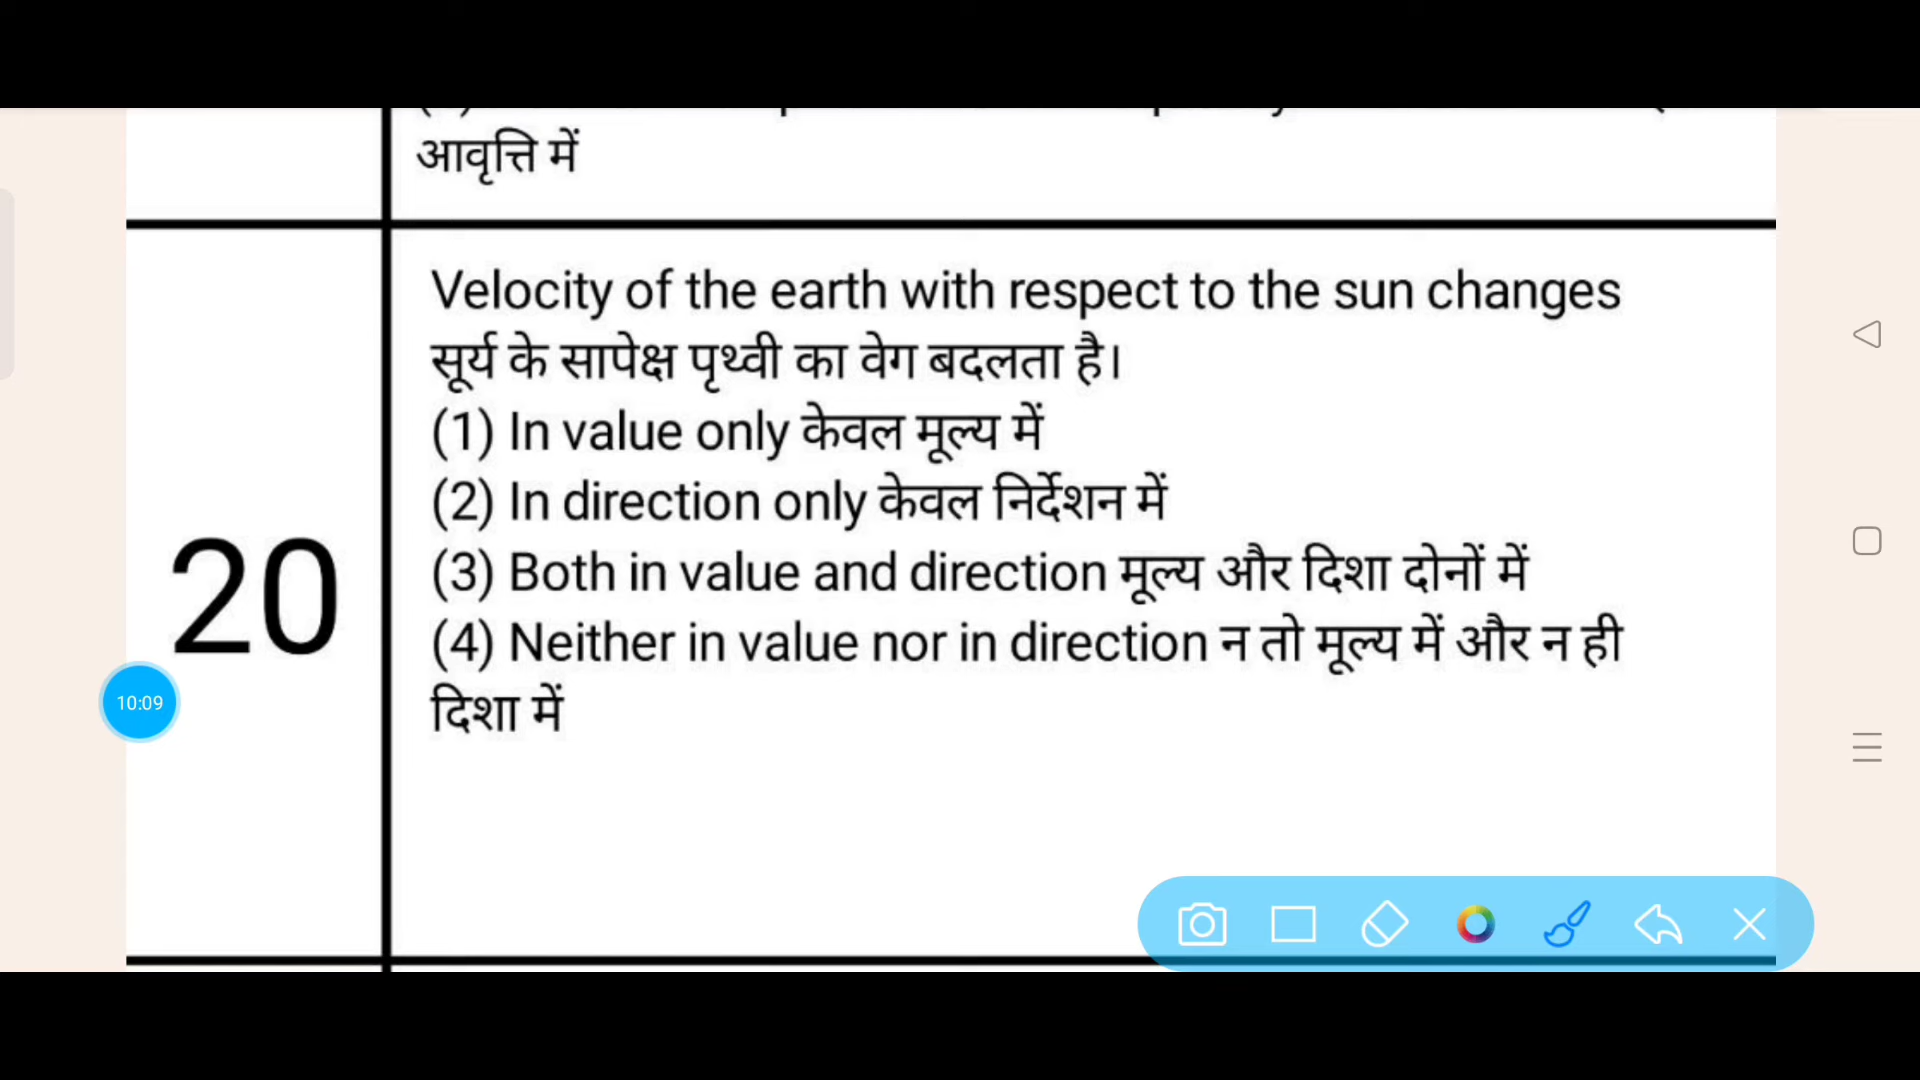 आवृत्ति में
Velocity of the earth with respect to the sun changes
सूर्य के सापेक्ष पृथ्वी का वेग बदलता है।
(1) In value only केवल मूल्य में
(2) In direction only केवल निर्देशन में
(3) Both in value and direction मूल्य और दिशा दोनों में
20
(4) Neither in value nor in direction न तो मूल्य में और न ही
दिशा में
10:09